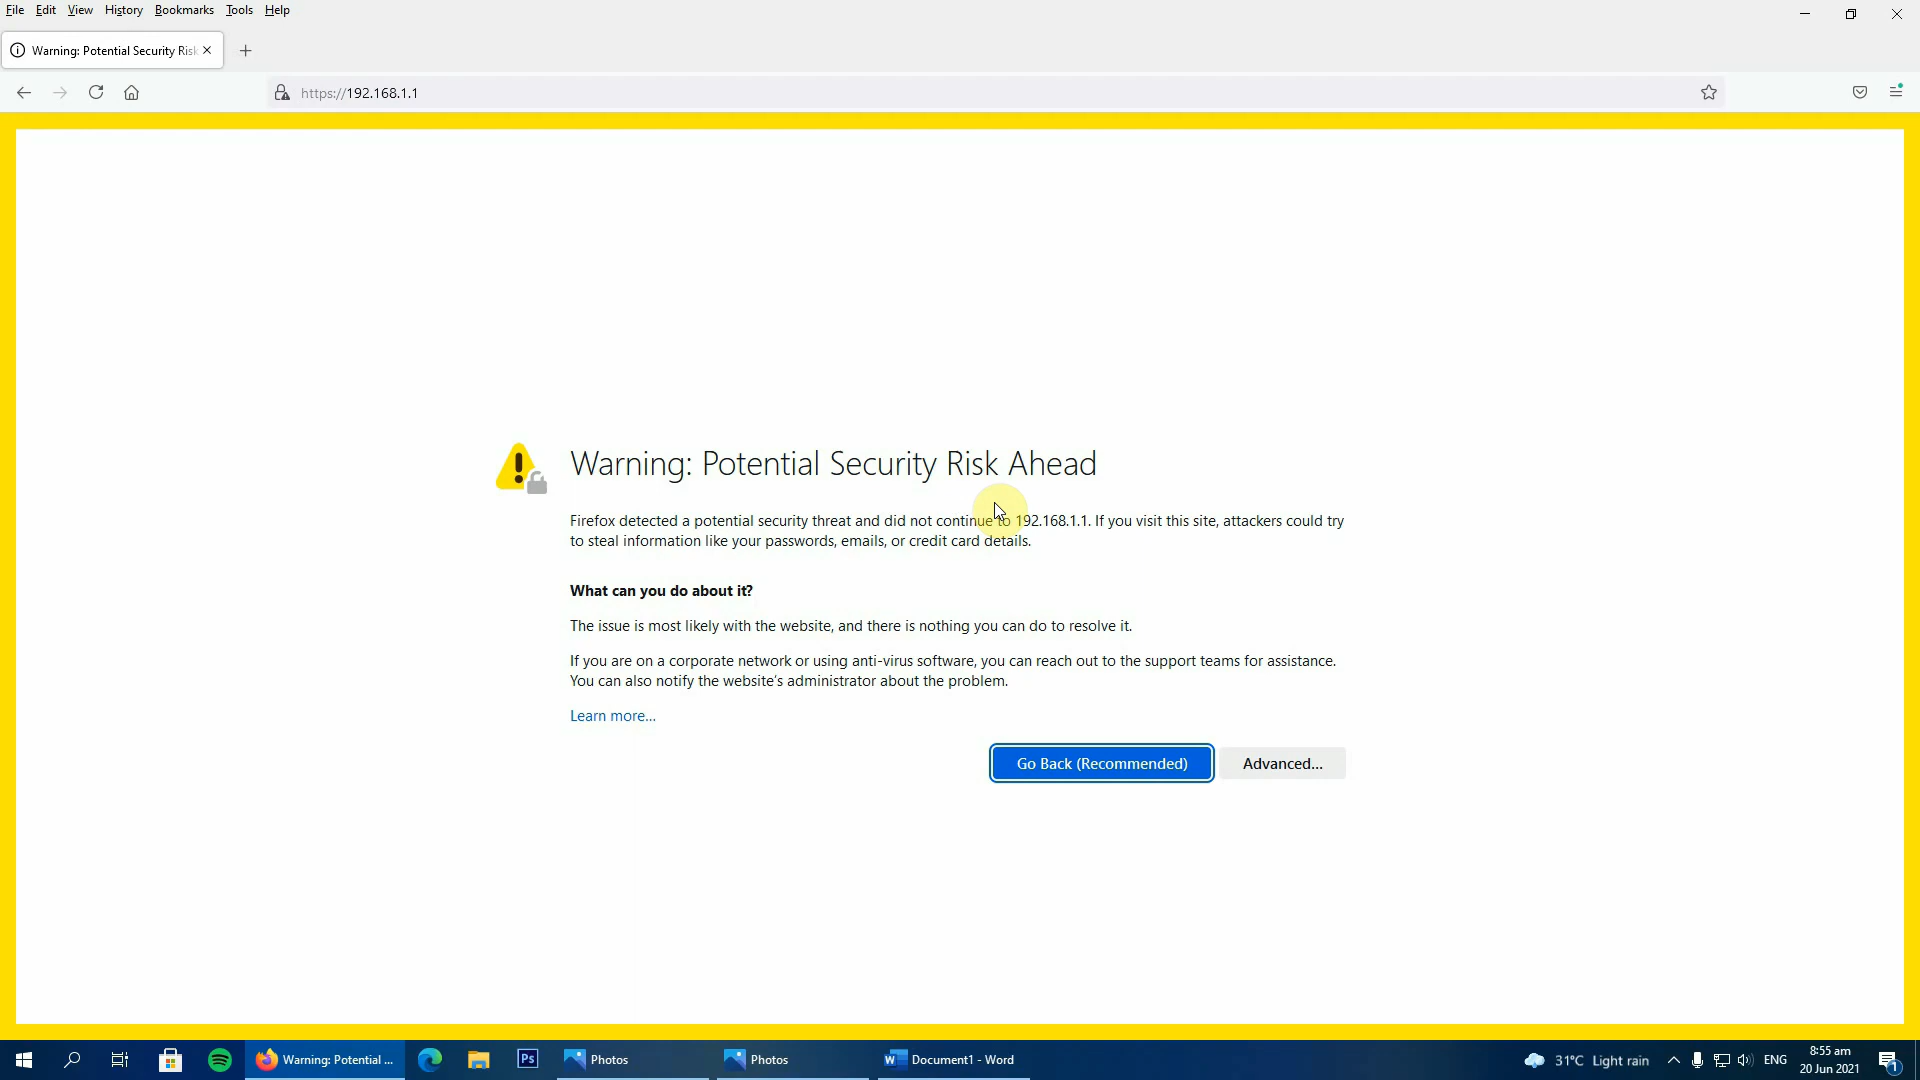 File Edit View History Bookmarks Tools Help
Warning: Potential Security Risk
https://192.168.1.1
Warning: Potential Security Risk Ahead
Firefox detected a potential security threat and did not continue to 192.168.1.1. If you visit this site, attackers could try
to steal information like your passwords, emails, or credit card details.
What can you do about it?
The issue is most likely with the website, and there is nothing you can do to resolve it.
If you are on a corporate network or using anti-virus software, you can reach out to the support teams for assistance.
You can also notify the website's administrator about the problem.
Learn more...
Go Back (Recommended) Advanced...
Warning: Potential ... Ps Photos Photos W Document1 - Word 31°C Light rain ENG 8:55 am
20 Jun 2021 1